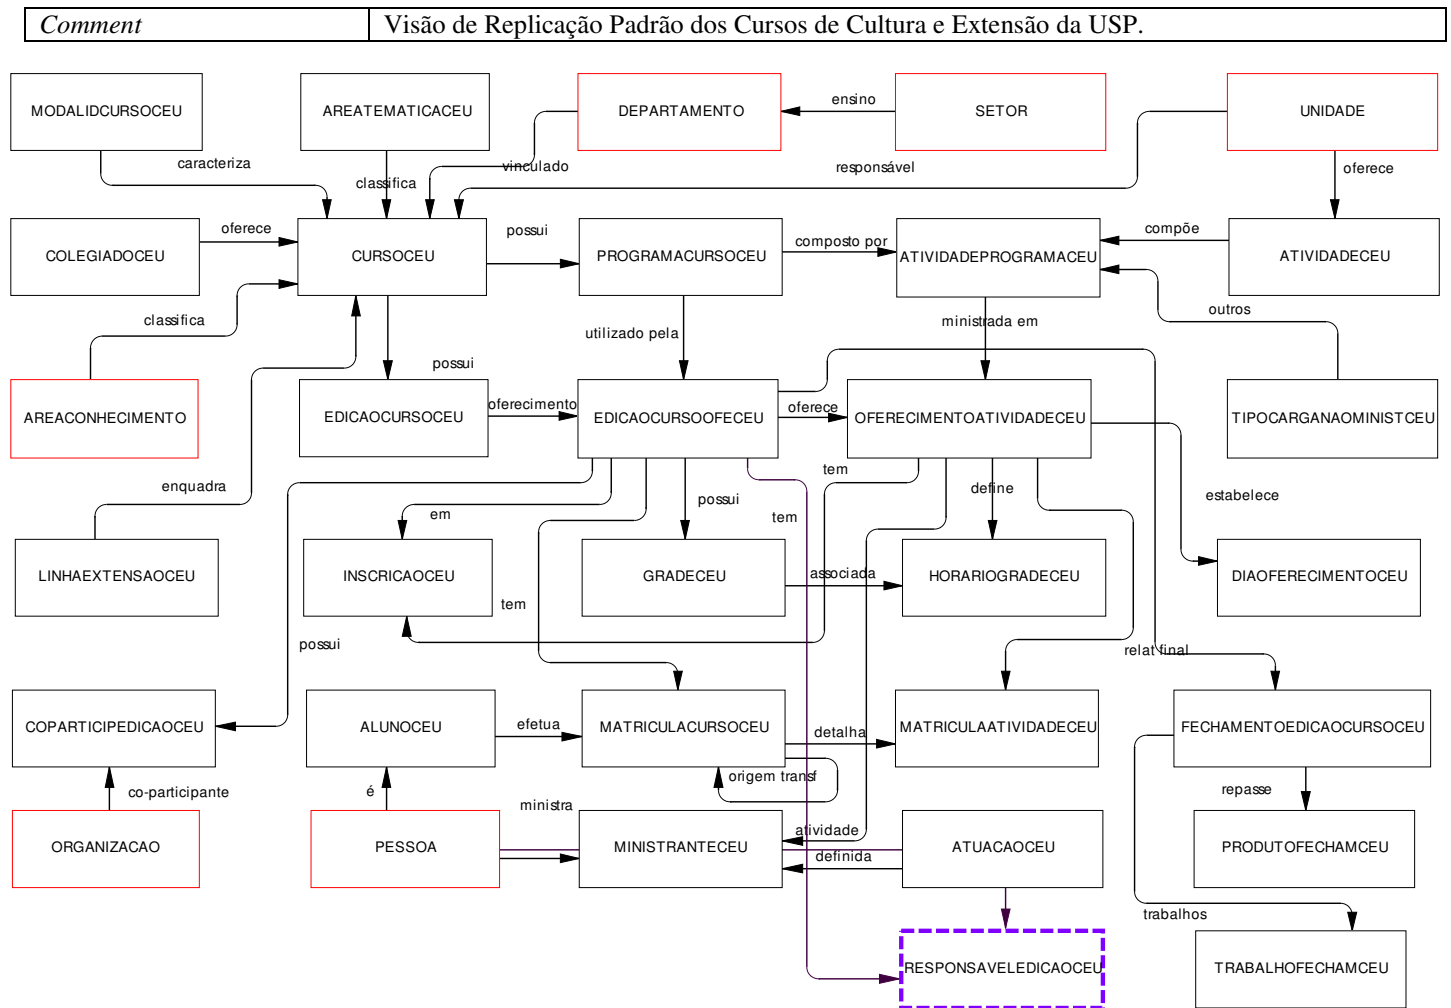 Comment
Visão de Replicação Padrão dos Cursos de Cultura e Extensão da USP.
MODALIDCURSOCEU
AREATEMATICACEU
DEPARTAMENTO
ensino
SETOR
UNIDADE
caracteriza
classifica
vinculado
responsável
oferece
COLEGIADOCEU
oferece
CURSOCEU
possui
PROGRAMACURSOCEU
composto por
ATIVIDADEPROGRAMACEU
compõe
ATIVIDADECEU
classifica
possui
utilizado pela
ministrada em
outros
AREACONHECIMENTO
EDICAOCURSOCEU
oferecimento
EDICAOCURSOOFECEU
oferece
OFERECIMENTOATIVIDADECEU
TIPOCARGANAOMINISTCEU
enquadra
em
possui
tem
tem
define
estabelece
LINHAEXTENSAOCEU
INSCRICAOCEU
GRADECEU
associada
HORARIOGRADECEU
DIAOFERECIMENTOCEU
tem
possui
relat final
COPARTICIPEDICAOCEU
ALUNOCEU
efetua
MATRICULACURSOCEU
detalha
MATRICULAATIVIDADECEU
FECHAMENTOEDICAOCURSOCEU
co-participante
é
origem transf
ministra
repasse
ORGANIZACAO
PESSOA
MINISTRANTECEU
atividade
definida
ATUACAOCEU
PRODUTOFECHAMCEU
trabalhos
RESPONSAVELEDICAOCEU
TRABALHOFECHAMCEU